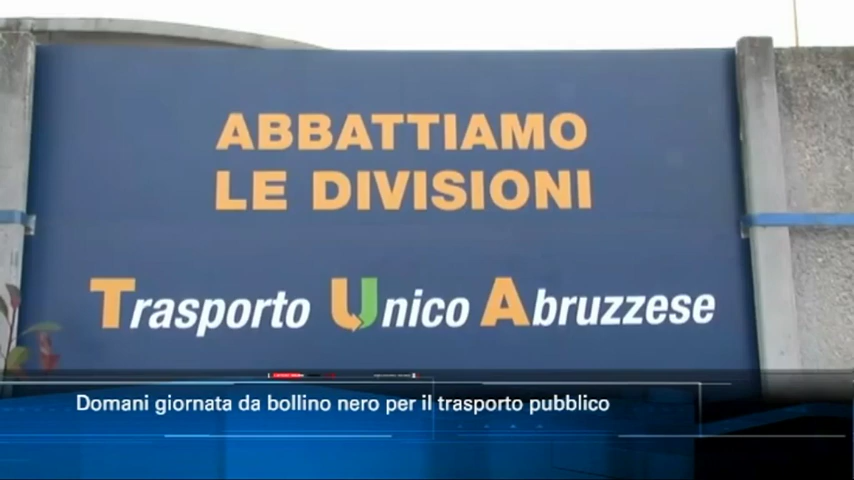 ABBATTIAMO
LE DIVISIONI
Trasporto Unico Abruzzese
Domani giornata da bollino nero per il trasporto pubblico